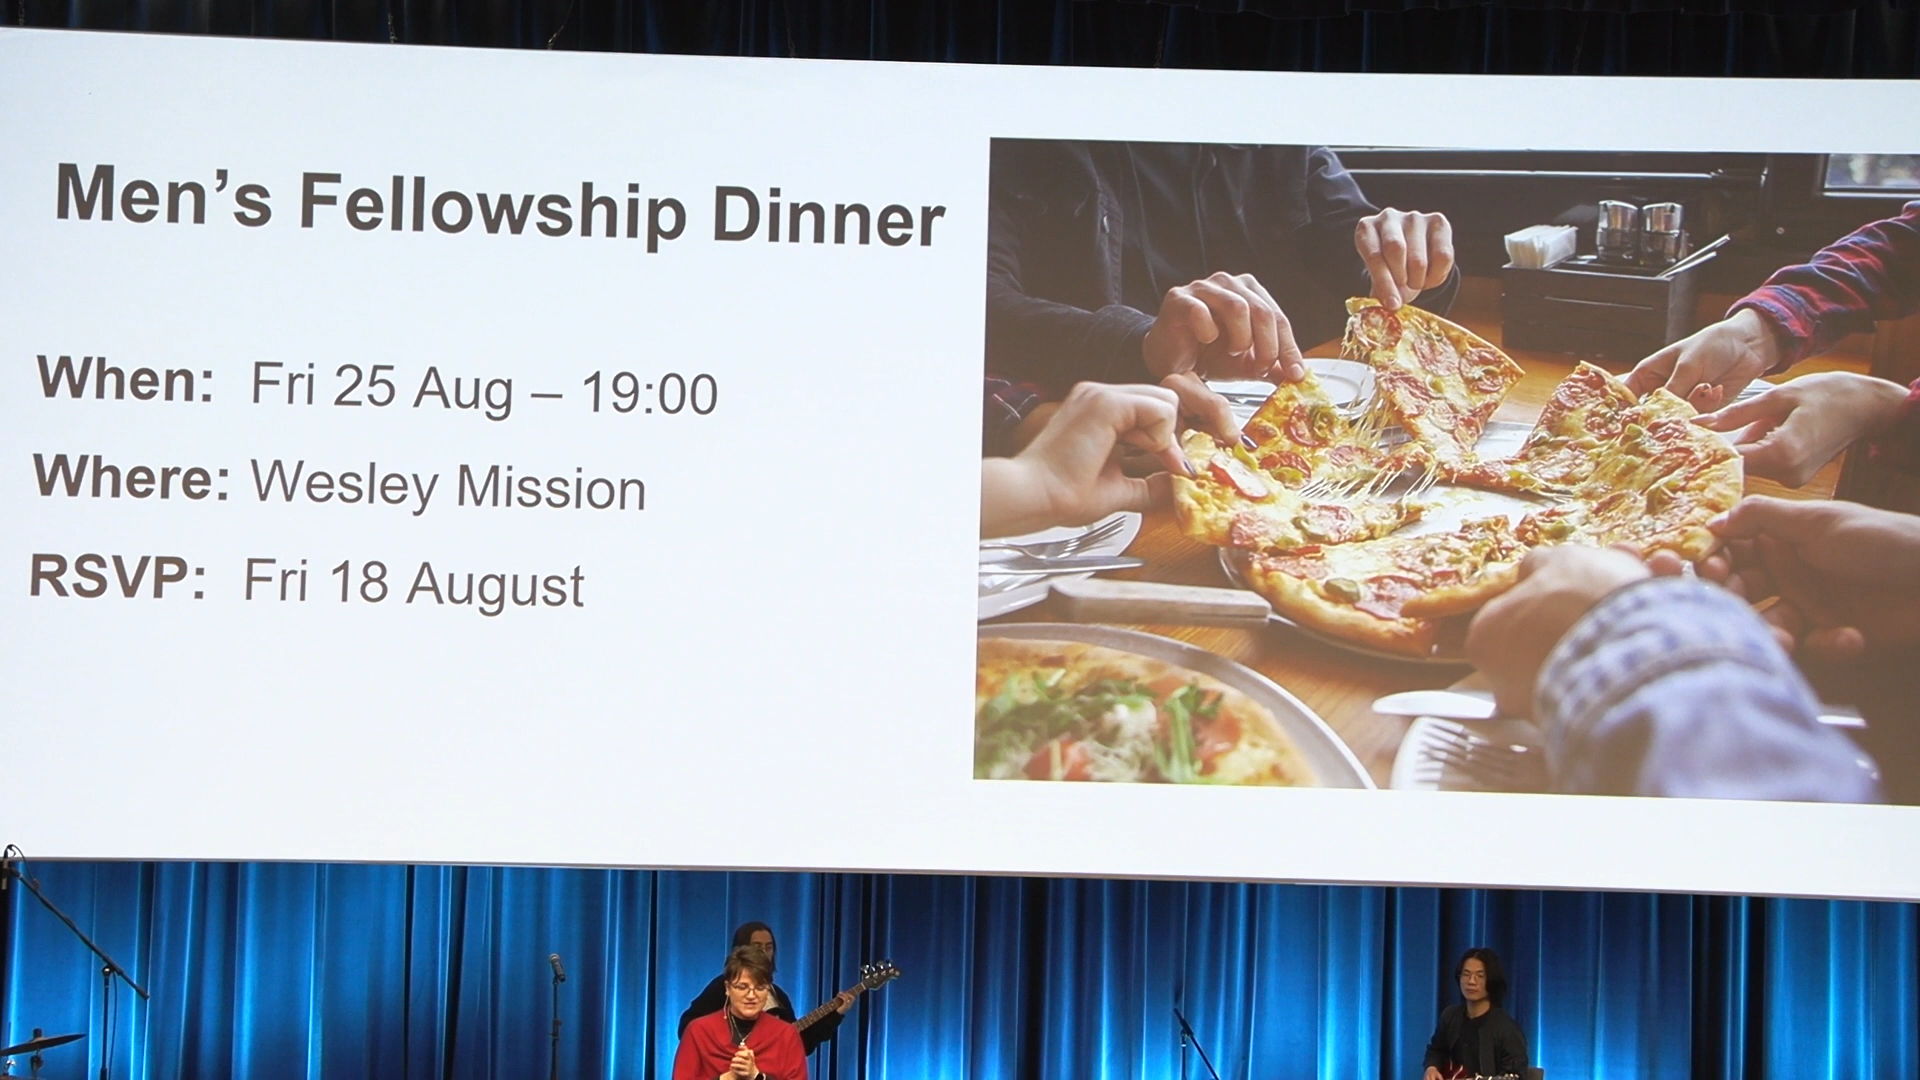 Men’s Fellowship Dinner
When: Fri 25 Aug – 19:00
Where: Wesley Mission
RSVP: Fri 18 August